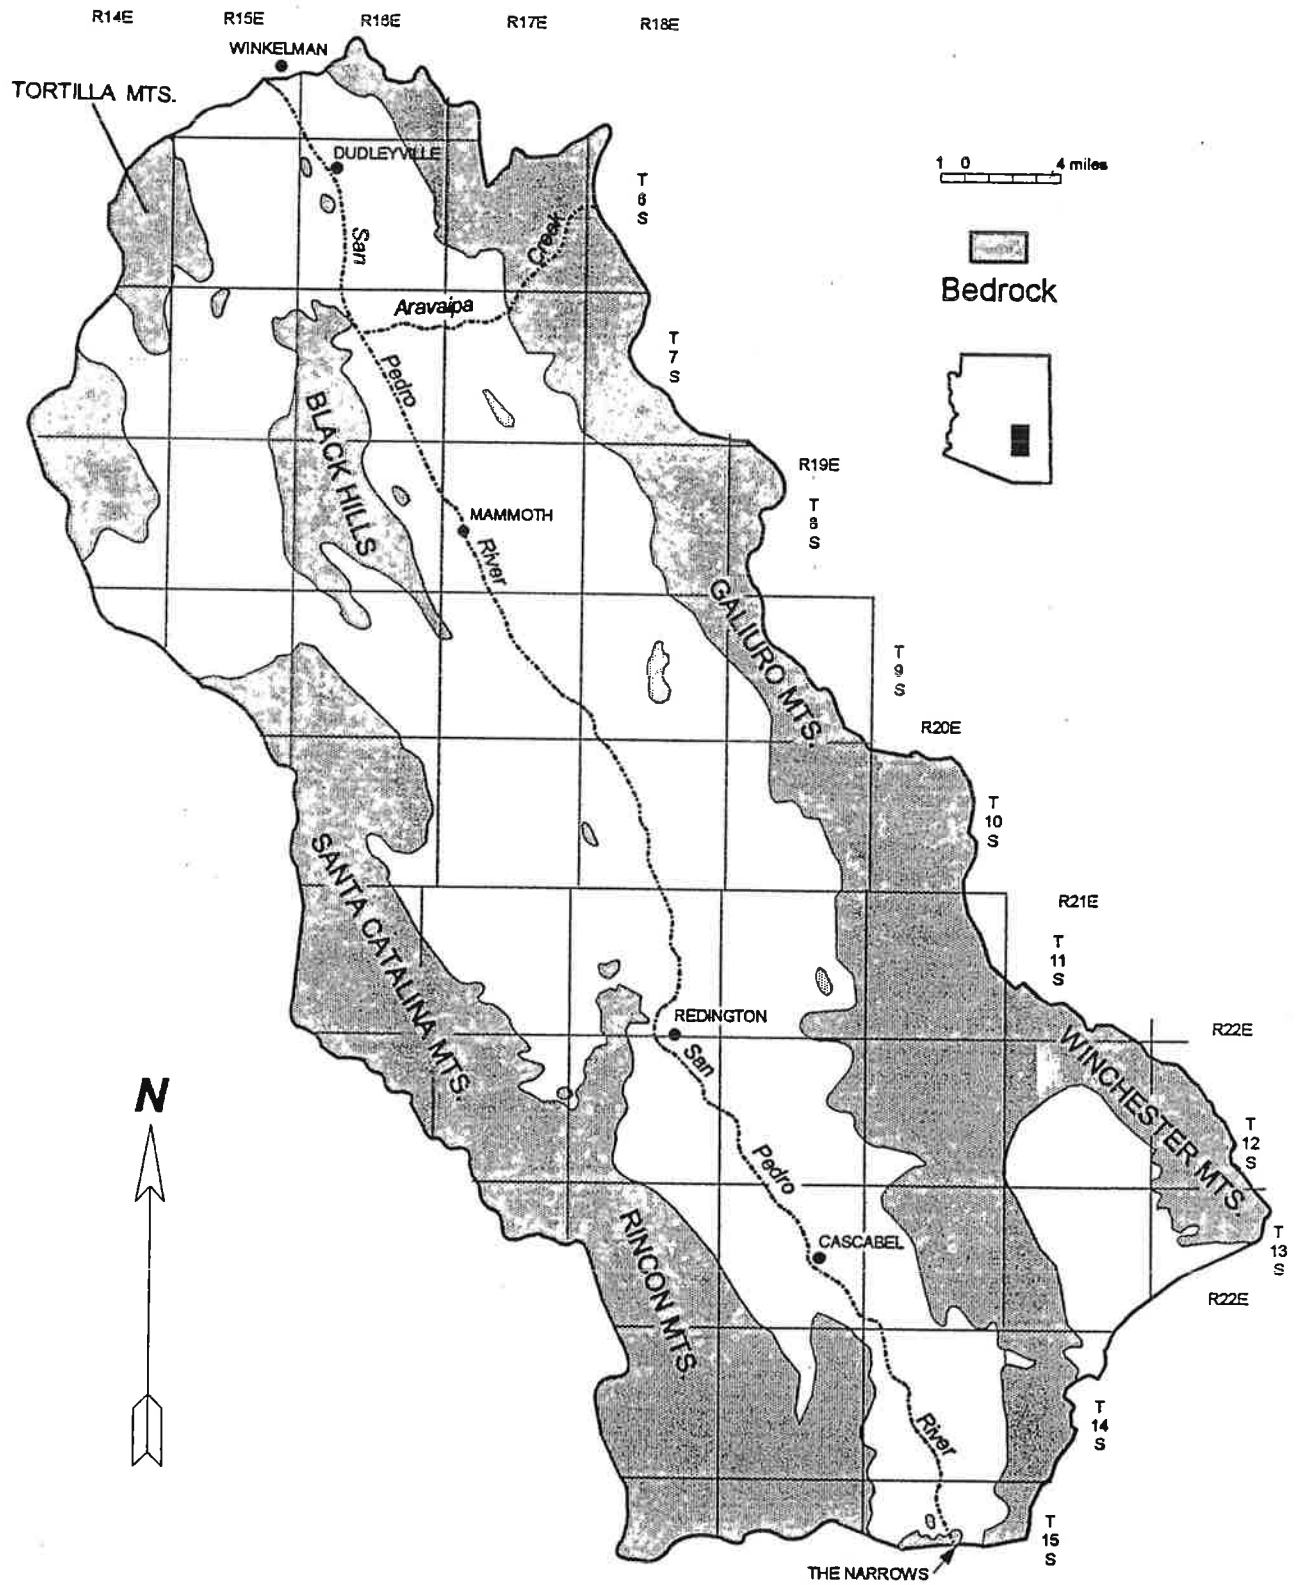 R14E R15E R16E R17E R18E
WINKELMAN
TORTILLA MTS.
DUDLEYVILLE
1 0 4 miles
T
6
S
San
Creek
Bedrock
Aravaipa
T
7
S
Pedro
BLACK HILLS
R19E
T
8
S
MAMMOTH
River
GALIURO MTS.
T
9
S
R20E
T
10
S
SANTA CATALINA MTS.
R21E
T
11
S
REDINGTON
R22E
San
WINCHESTER MTS.
N
T
12
S
Pedro
RINCON MTS.
CASCABEL
T
13
S
R22E
T
14
S
River
T
15
S
THE NARROWS